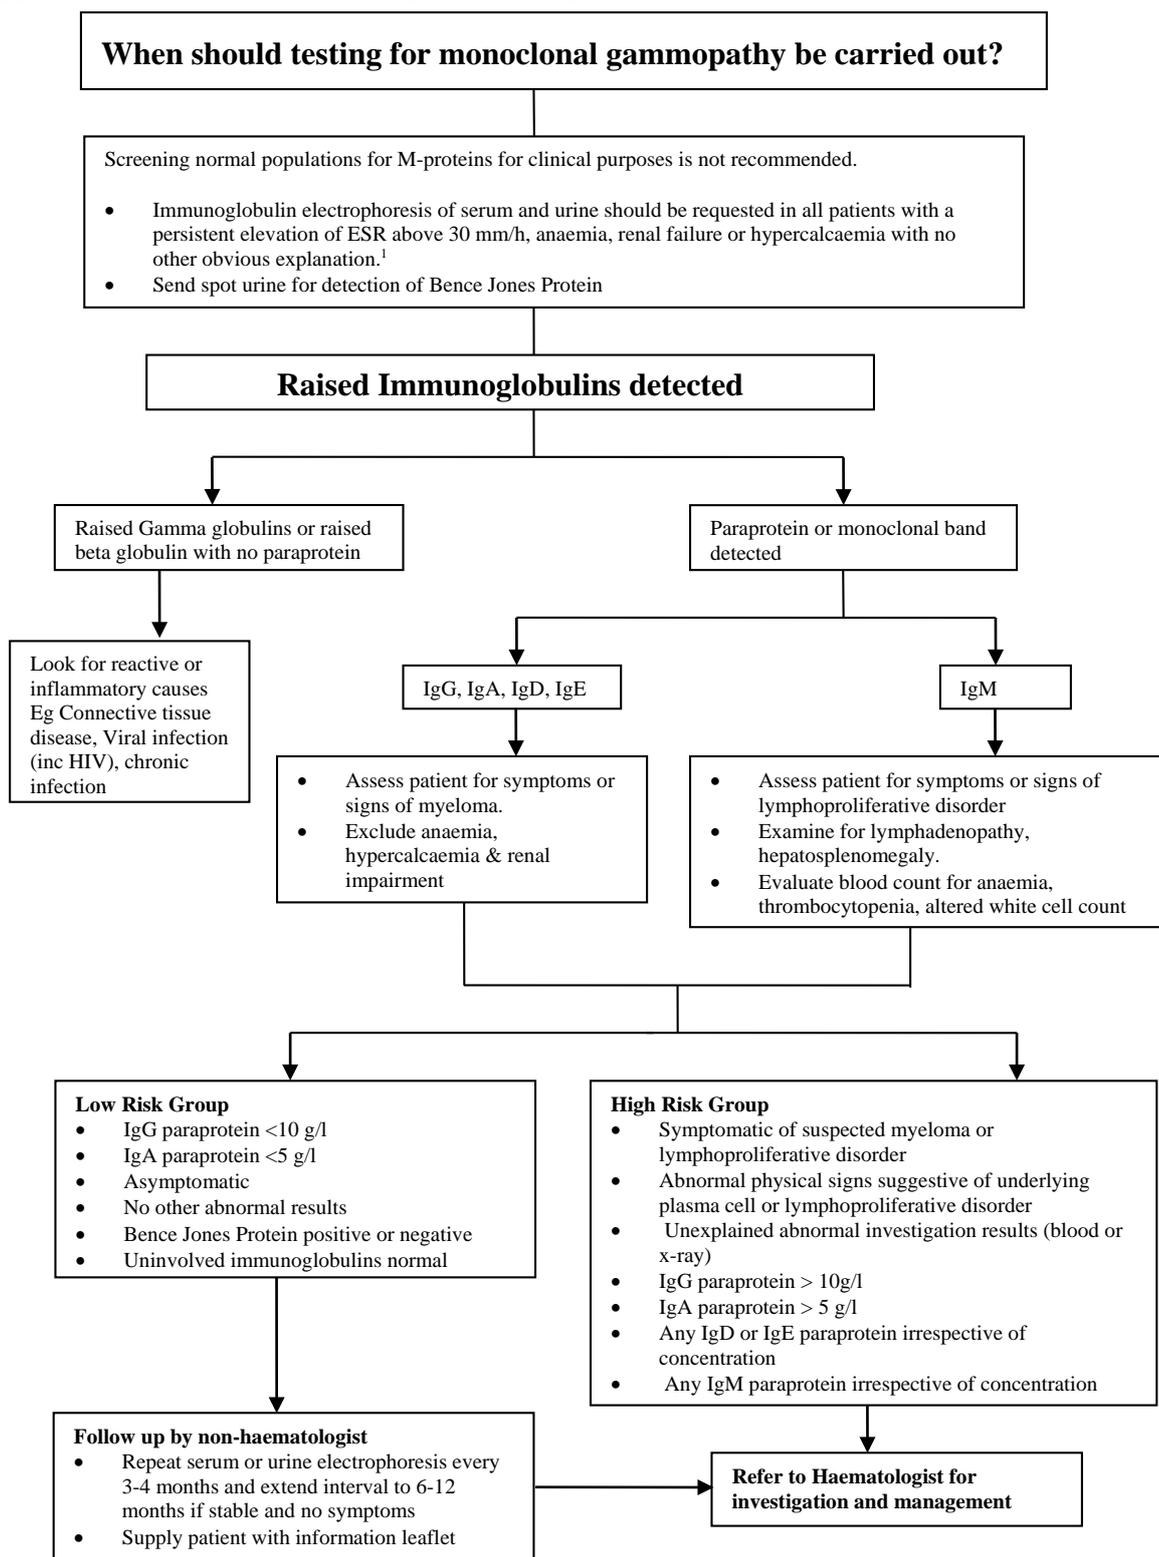 When should testing for monoclonal gammopathy be carried out?
Screening normal populations for M-proteins for clinical purposes is not recommended.
• Immunoglobulin electrophoresis of serum and urine should be requested in all patients with a
persistent elevation of ESR above 30 mm/h, anaemia, renal failure or hypercalcaemia with no
other obvious explanation.¹
• Send spot urine for detection of Bence Jones Protein
Raised Immunoglobulins detected
Raised Gamma globulins or raised
beta globulin with no paraprotein
Paraprotein or monoclonal band
detected
Look for reactive or
inflammatory causes
Eg Connective tissue
disease, Viral infection
(inc HIV), chronic
infection
IgG, IgA, IgD, IgE
IgM
• Assess patient for symptoms or
signs of myeloma.
• Exclude anaemia,
hypercalcaemia & renal
impairment
• Assess patient for symptoms or signs of
lymphoproliferative disorder
• Examine for lymphadenopathy,
hepatosplenomegaly.
• Evaluate blood count for anaemia,
thrombocytopenia, altered white cell count
Low Risk Group
• IgG paraprotein <10 g/l
• IgA paraprotein <5 g/l
• Asymptomatic
• No other abnormal results
• Bence Jones Protein positive or negative
• Uninvolved immunoglobulins normal
High Risk Group
• Symptomatic of suspected myeloma or
lymphoproliferative disorder
• Abnormal physical signs suggestive of underlying
plasma cell or lymphoproliferative disorder
• Unexplained abnormal investigation results (blood or
x-ray)
• IgG paraprotein > 10g/l
• IgA paraprotein > 5 g/l
• Any IgD or IgE paraprotein irrespective of
concentration
• Any IgM paraprotein irrespective of concentration
Follow up by non-haematologist
• Repeat serum or urine electrophoresis every
3-4 months and extend interval to 6-12
months if stable and no symptoms
• Supply patient with information leaflet
Refer to Haematologist for
investigation and management